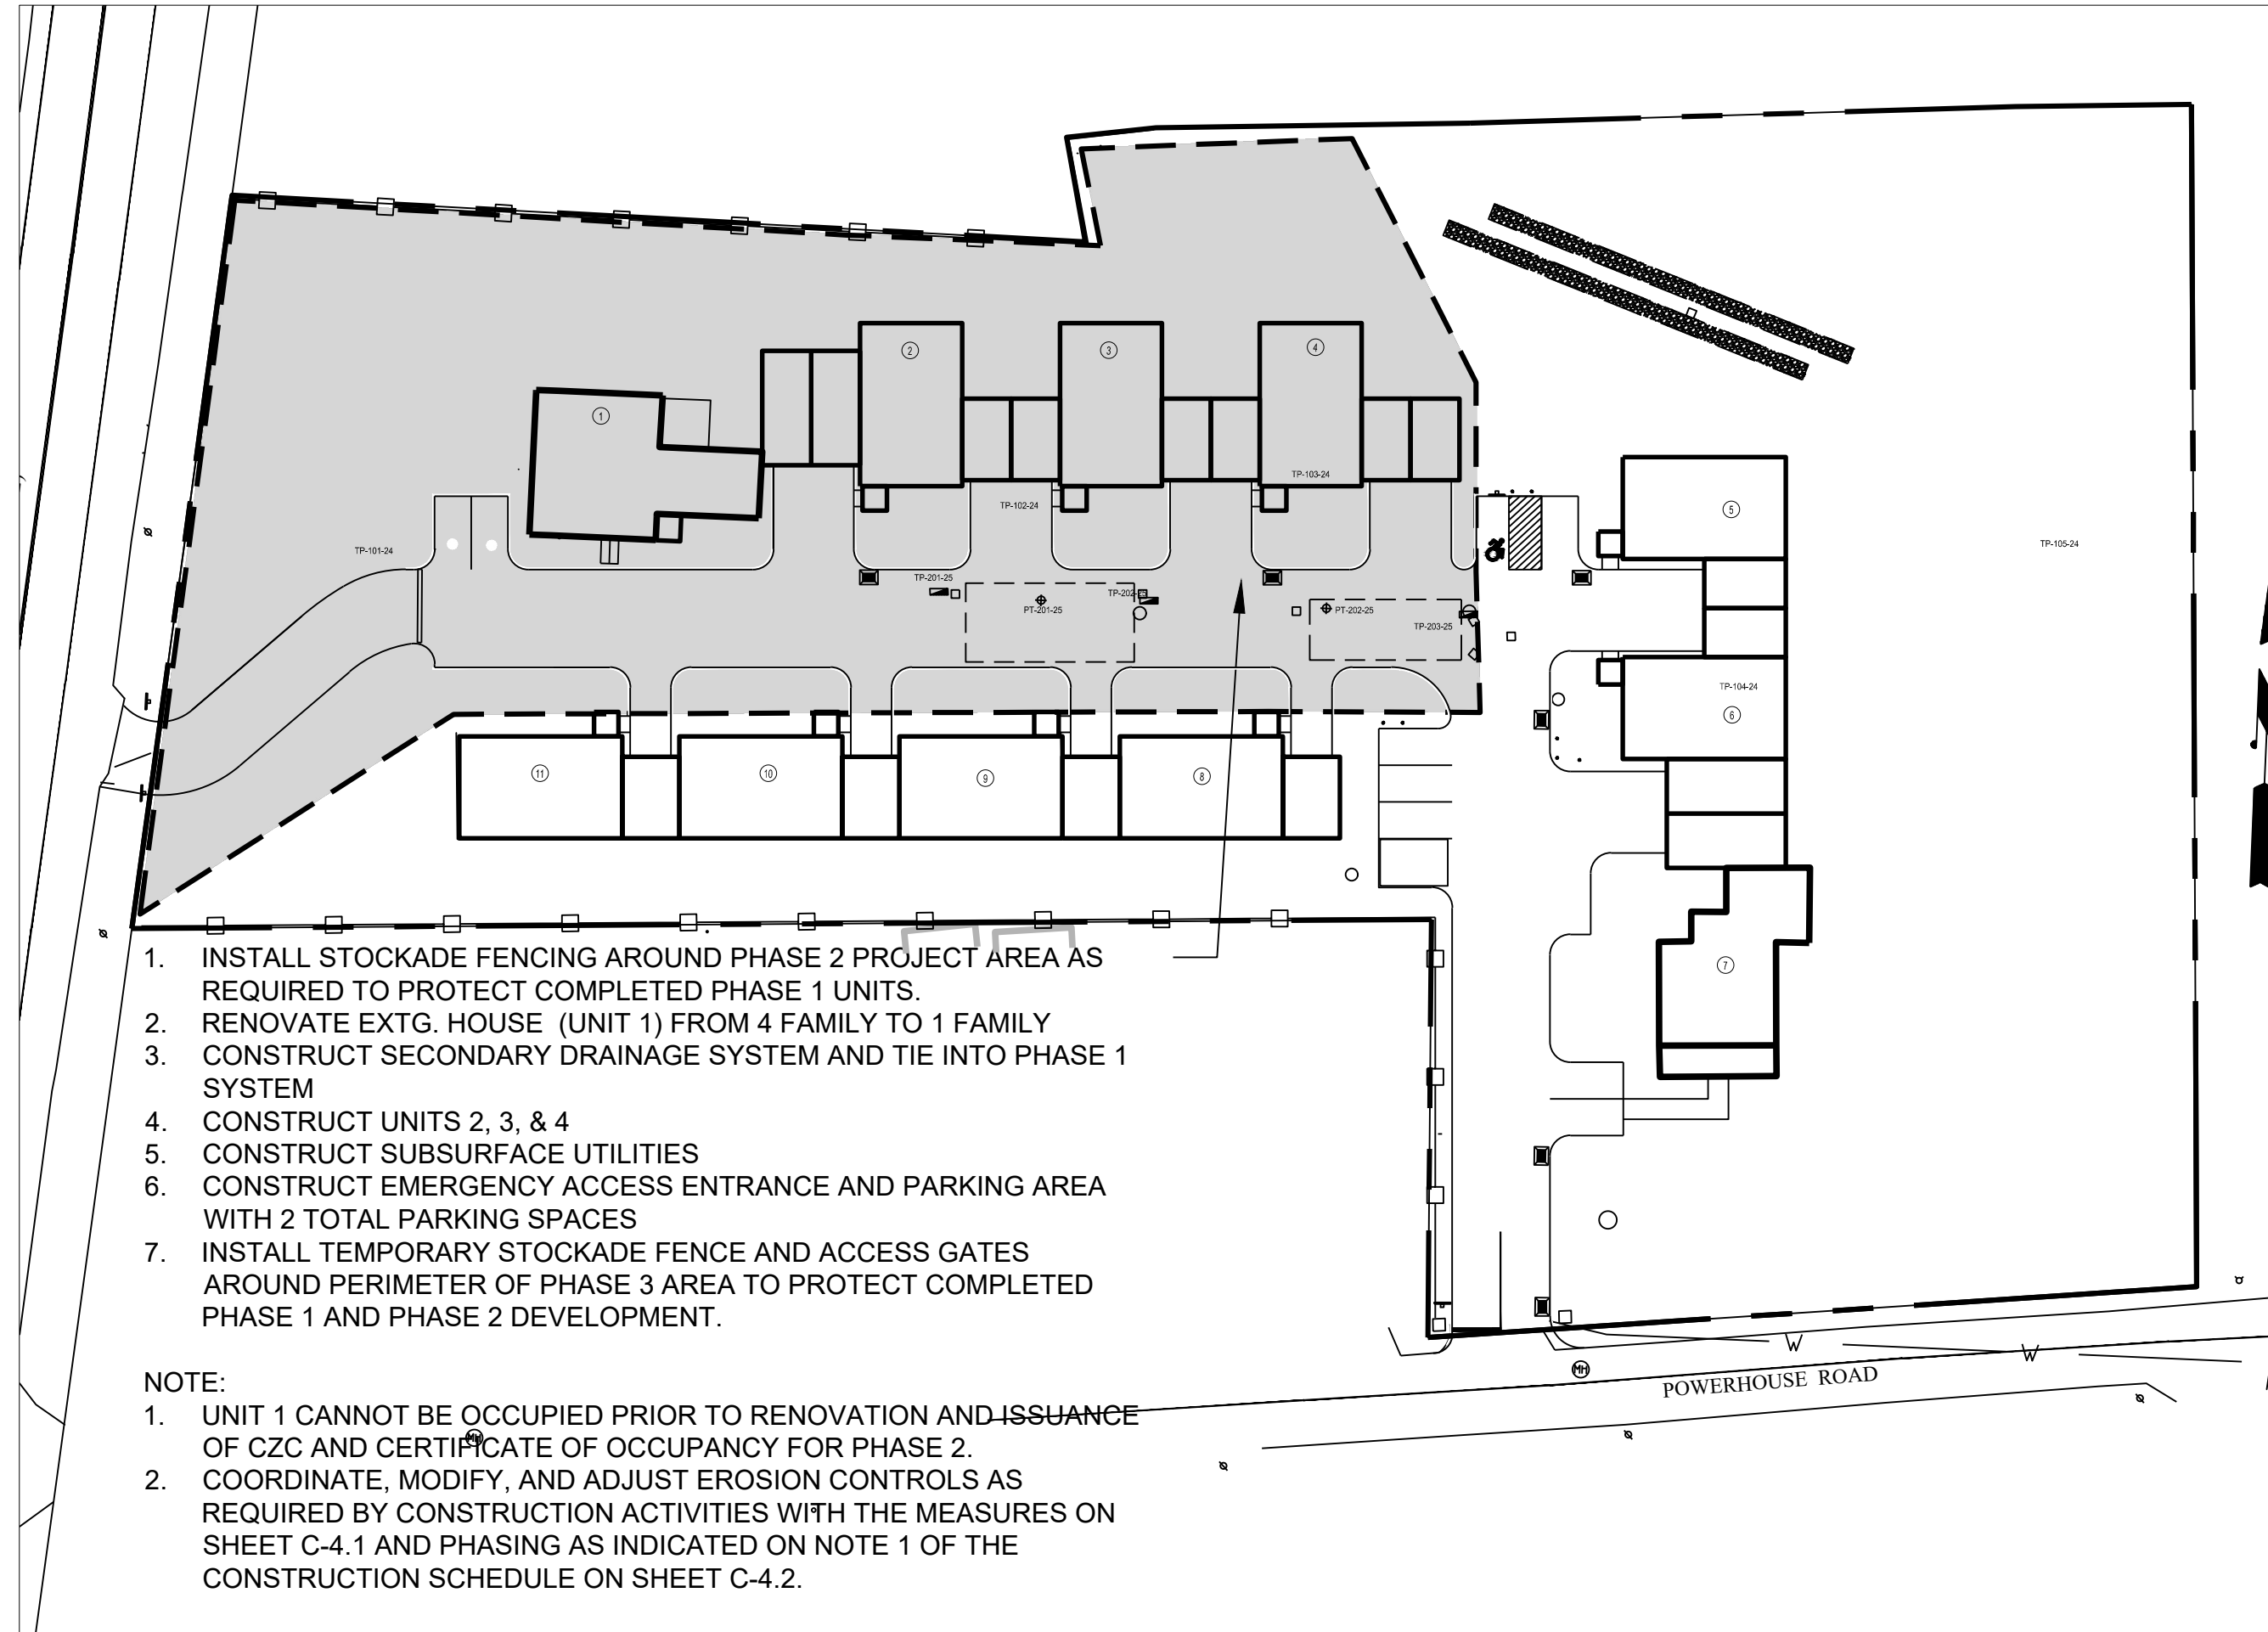 2
3
4
1
TP-103-24
TP-102-24
5
TP-101-24
TP-105-24
TP-201-25
TP-202-25
PT-201-25
PT-202-25
TP-203-25
TP-104-24
6
11
10
9
8
7
1. INSTALL STOCKADE FENCING AROUND PHASE 2 PROJECT AREA AS
REQUIRED TO PROTECT COMPLETED PHASE 1 UNITS.
2. RENOVATE EXTG. HOUSE (UNIT 1) FROM 4 FAMILY TO 1 FAMILY
3. CONSTRUCT SECONDARY DRAINAGE SYSTEM AND TIE INTO PHASE 1
SYSTEM
4. CONSTRUCT UNITS 2, 3, & 4
5. CONSTRUCT SUBSURFACE UTILITIES
6. CONSTRUCT EMERGENCY ACCESS ENTRANCE AND PARKING AREA
WITH 2 TOTAL PARKING SPACES
7. INSTALL TEMPORARY STOCKADE FENCE AND ACCESS GATES
AROUND PERIMETER OF PHASE 3 AREA TO PROTECT COMPLETED
PHASE 1 AND PHASE 2 DEVELOPMENT.
W
W
MH
POWERHOUSE ROAD
NOTE:
1. UNIT 1 CANNOT BE OCCUPIED PRIOR TO RENOVATION AND ISSUANCE
OF CZC AND CERTIFICATE OF OCCUPANCY FOR PHASE 2.
MH
2. COORDINATE, MODIFY, AND ADJUST EROSION CONTROLS AS
REQUIRED BY CONSTRUCTION ACTIVITIES WITH THE MEASURES ON
SHEET C-4.1 AND PHASING AS INDICATED ON NOTE 1 OF THE
CONSTRUCTION SCHEDULE ON SHEET C-4.2.